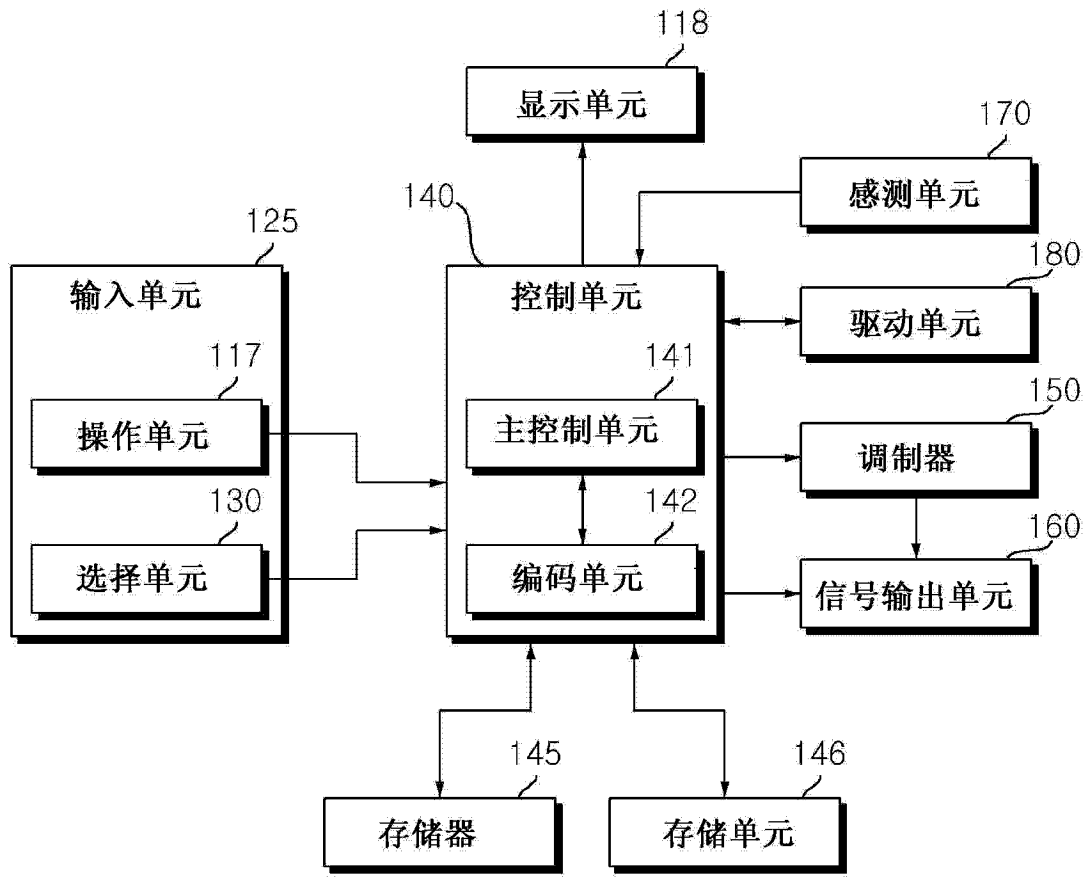 118
显示单元
170
感测单元
140
125
输入单元
控制单元
180
驱动单元
117
操作单元
141
主控制单元
150
调制器
130
选择单元
142
编码单元
160
信号输出单元
145
存储器
146
存储单元